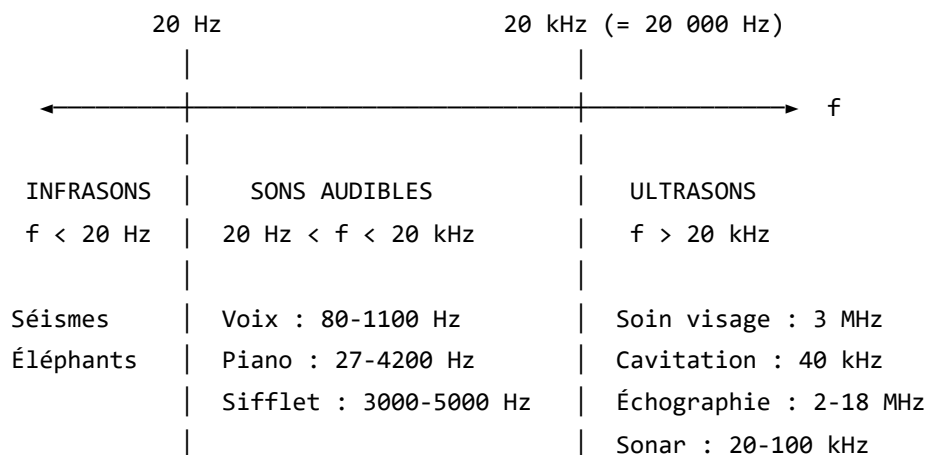 20 Hz 20 kHz (= 20 000 Hz)
f
INFRASONS SONS AUDIBLES ULTRASONS
f < 20 Hz 20 Hz < f < 20 kHz f > 20 kHz
Séismes Voix : 80-1100 Hz Soin visage : 3 MHz
Éléphants Piano : 27-4200 Hz Cavitation : 40 kHz
Sifflet : 3000-5000 Hz Échographie : 2-18 MHz
Sonar : 20-100 kHz